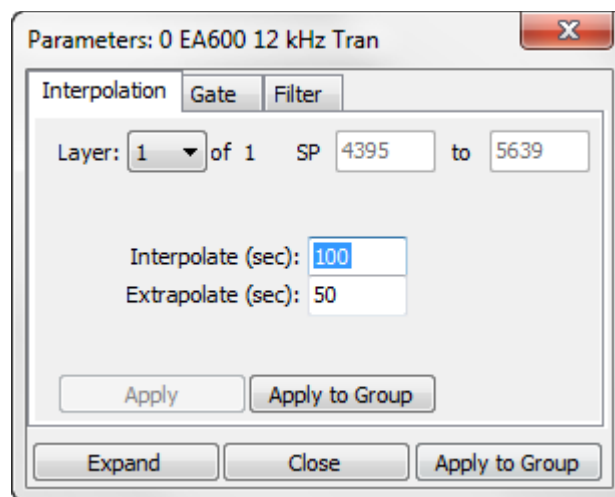 Parameters: 0 EA600 12 kHz Tran
Interpolation Gate Filter
Layer: 1 of 1 SP 4395 to 5639
Interpolate (sec): 100
Extrapolate (sec): 50
Apply Apply to Group
Expand Close Apply to Group